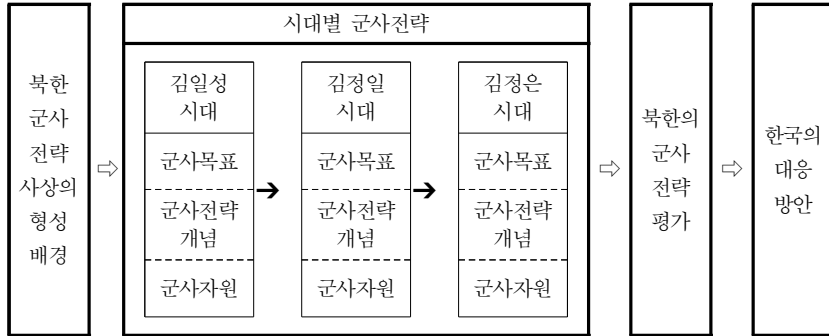 북한
군사
전략
사상의
형성
배경
⇨
시대별 군사전략
김일성
시대
군사목표
군사전략
개념
군사자원
➔
김정일
시대
군사목표
군사전략
개념
군사자원
➔
김정은
시대
군사목표
군사전략
개념
군사자원
⇨
북한의
군사
전략
평가
⇨
한국의
대응
방안